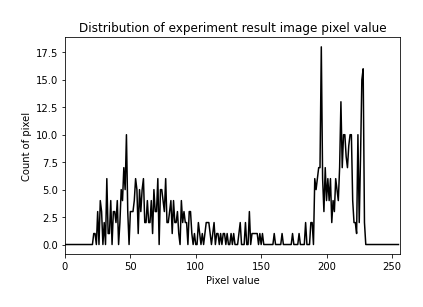 Distribution of experiment result image pixel value
17.5
15.0
12.5
10.0
7.5
5.0
2.5
0.0
Count of pixel
0 50 100 150 200 250
Pixel value